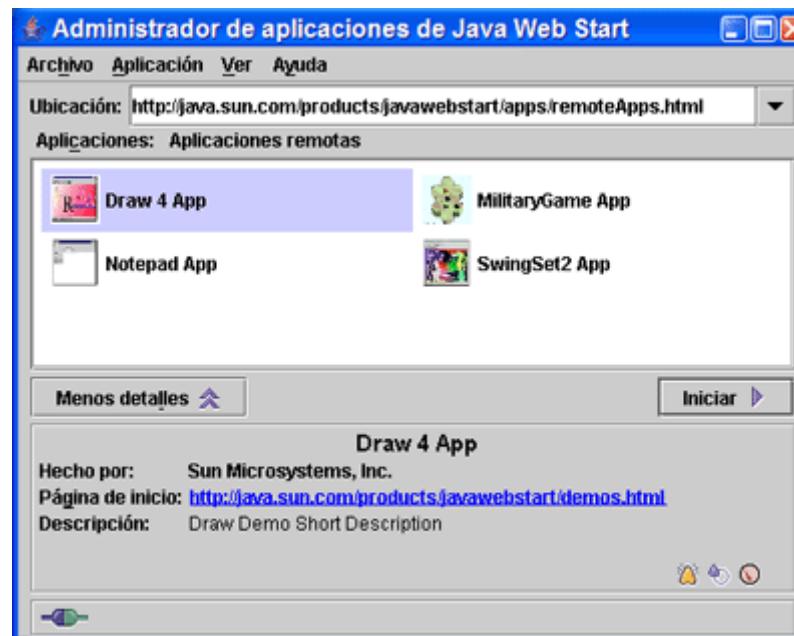 Administrador de aplicaciones de Java Web Start
Archivo Aplicación Ver Ayuda
Ubicación: http://java.sun.com/products/javawebstart/apps/remoteApps.html
Aplicaciones: Aplicaciones remotas
Draw 4 App MilitaryGame App
Notepad App SwingSet2 App
Menos detalles Iniciar
Draw 4 App
Hecho por: Sun Microsystems, Inc.
Página de inicio: http://java.sun.com/products/javawebstart/demos.html
Descripción: Draw Demo Short Description